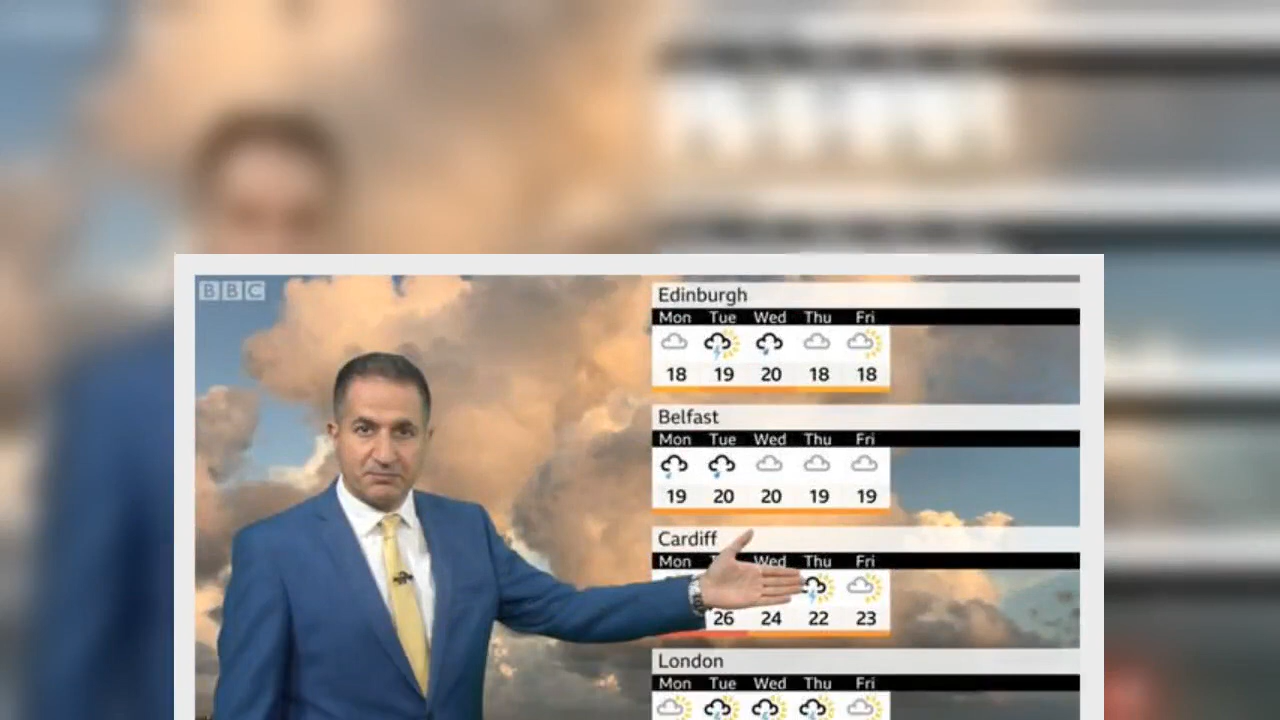 BBC
Edinburgh
Mon Tue Wed Thu Fri
18 19 20 18 18
Belfast
Mon Tue Wed Thu Fri
19 20 20 19 19
Cardiff
Mon Wed Thu Fri
26 24 22 23
London
Mon Tue Wed Thu Fri